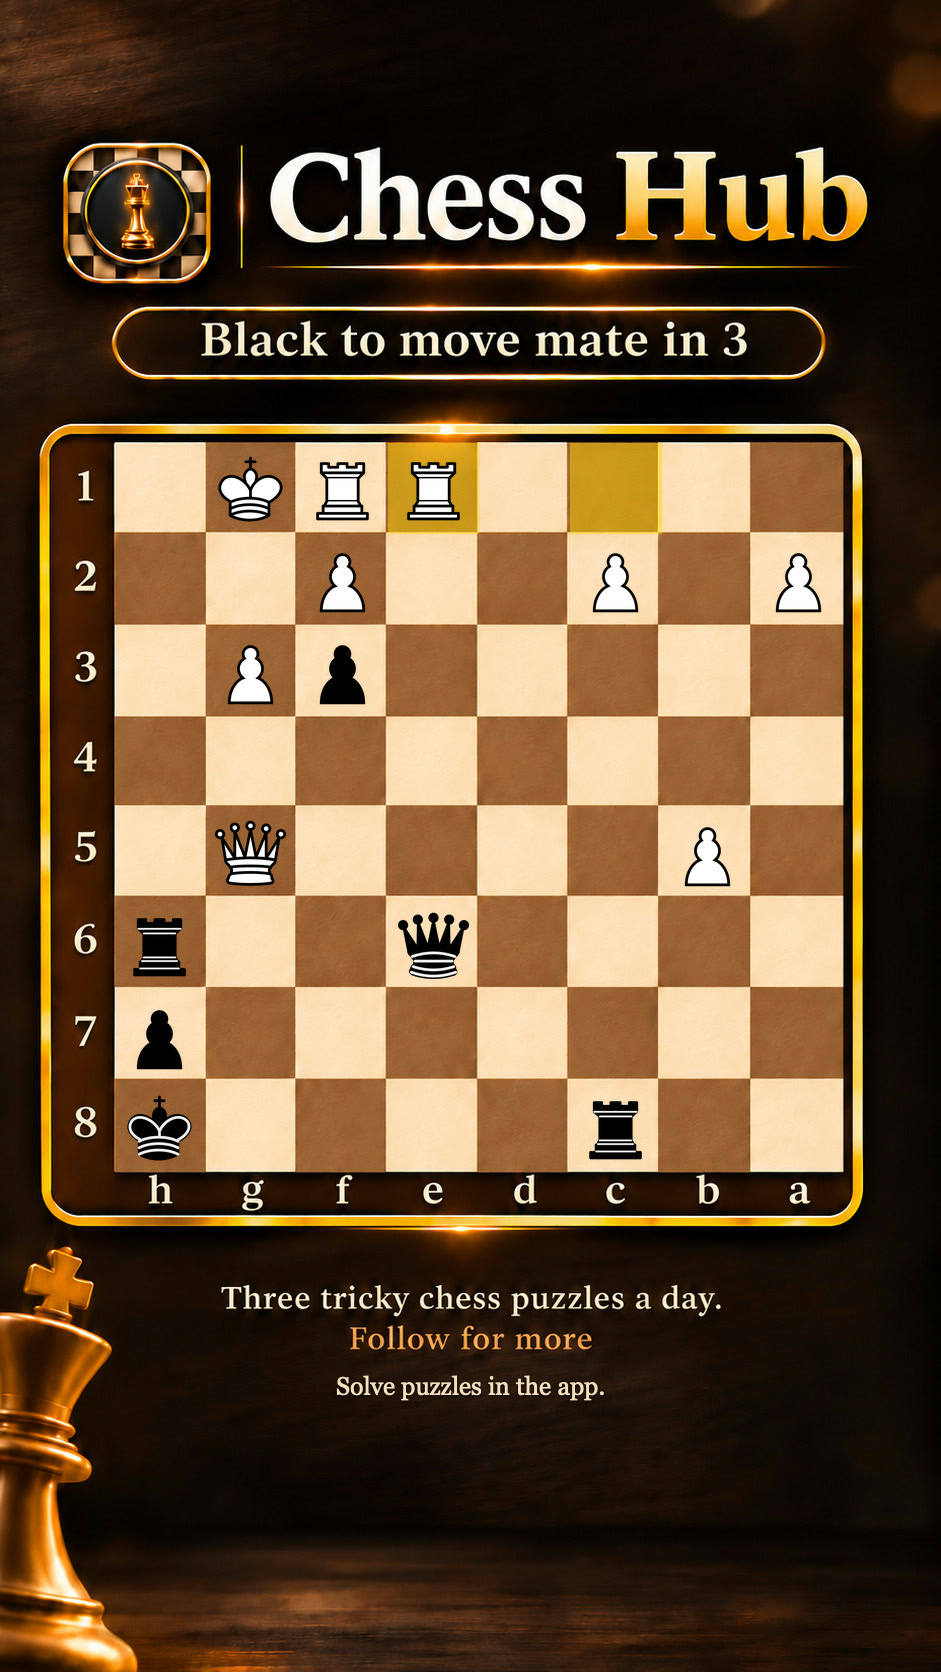 Chess Hub
Black to move mate in 3
1
2
3
4
5
6
7
8
h g f e d c b a
Three tricky chess puzzles a day.
Follow for more
Solve puzzles in the app.